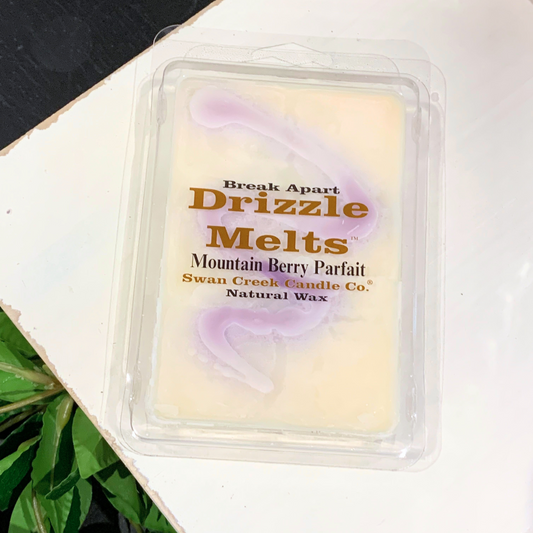 Break Apart
Drizzle
Melts™
Mountain Berry Parfait
Swan Creek Candle Co.®
Natural Wax